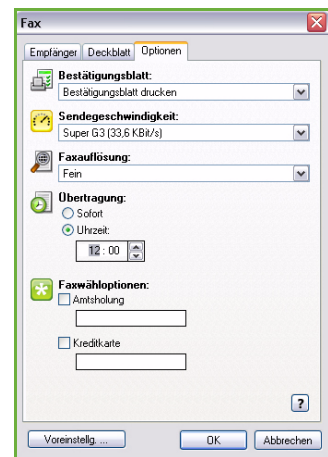 Fax
Empfänger Deckblatt Optionen
Bestätigungsblatt:
Bestätigungsblatt drucken
Sendegeschwindigkeit:
Super G3 (33,6 KBit/s)
Faxauflösung:
Fein
Übertragung:
Sofort
Uhrzeit:
12 : 00
Faxwähloptionen:
Amtsholung
Kreditkarte
?
Voreinstellg. ... OK Abbrechen